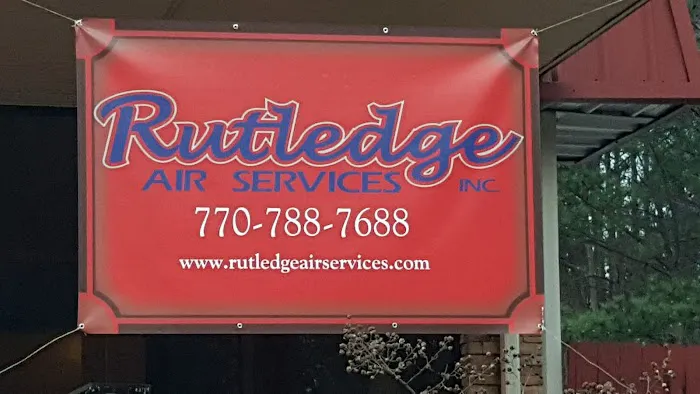 Rutledge
AIR SERVICES INC
770-788-7688
www.rutledgeairservices.com